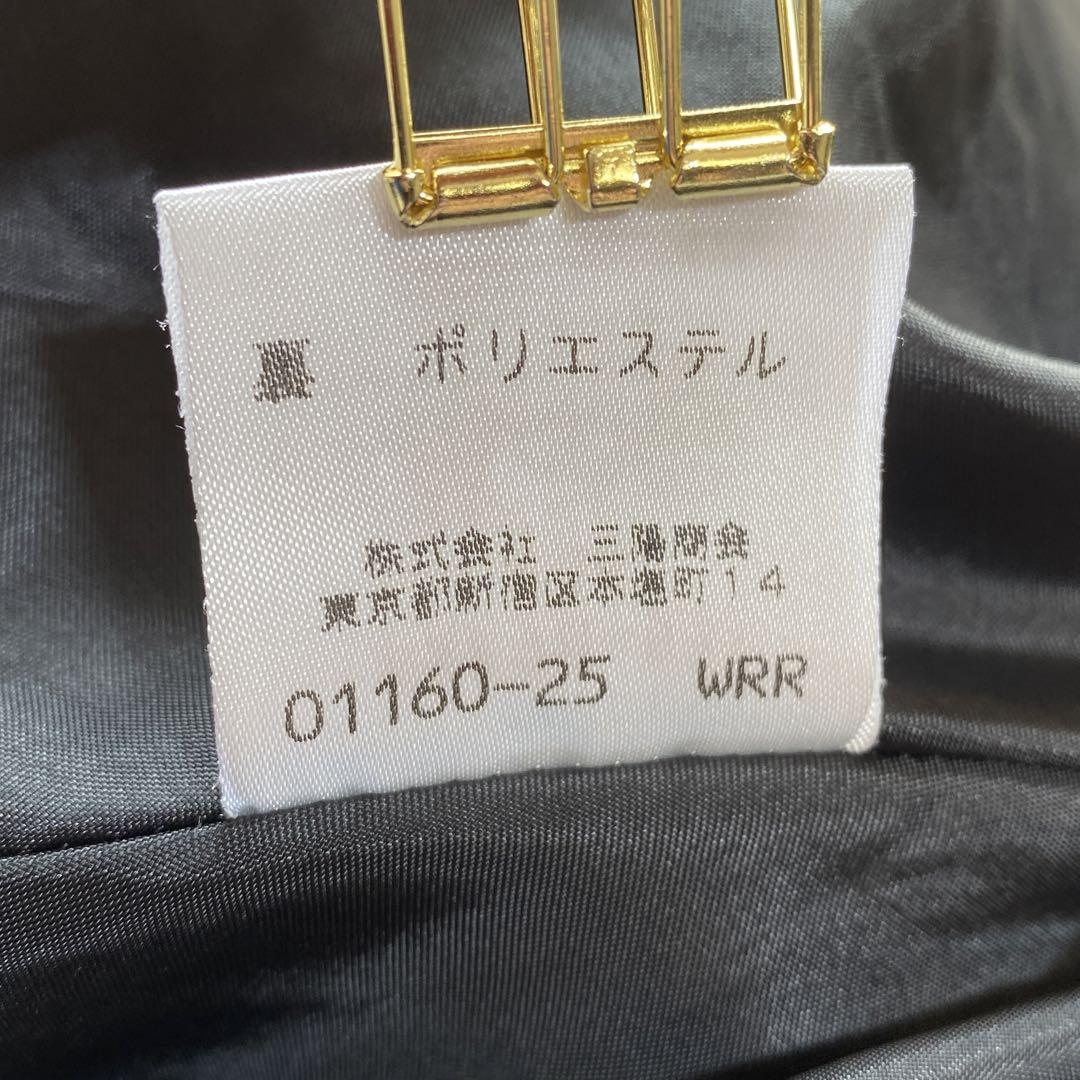 裏 ポリエステル
株式会社 三陽商会
東京都新宿区本塩町14
01160-25 WRR